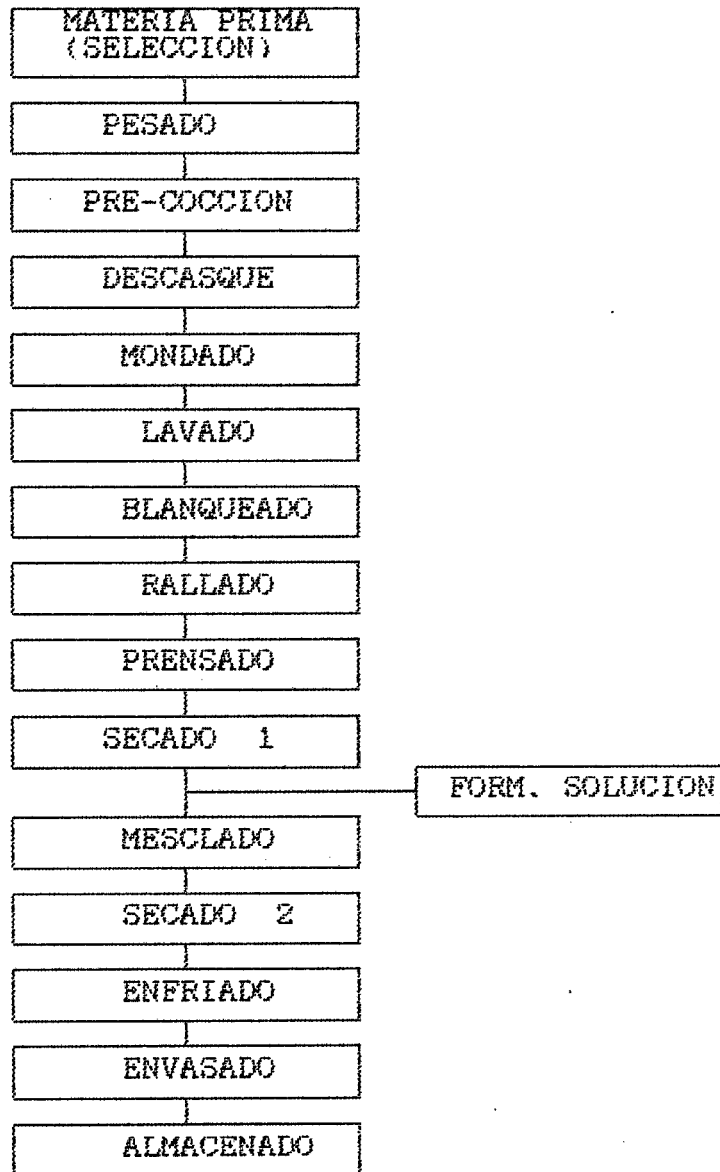 MATERIA PRIMA
(SELECCION)
PESADO
PRE-COCCION
DESCASQUE
MONDADO
LAVADO
BLANQUEADO
RALLADO
PRENSADO
SECADO 1
FORM. SOLUCION
MESCLADO
SECADO 2
ENFRIADO
ENVASADO
ALMACENADO